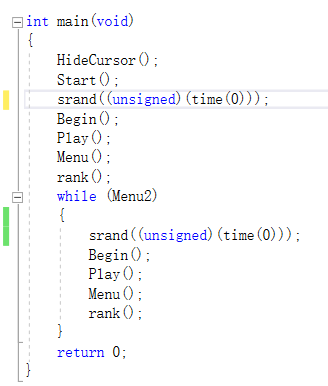 int main(void)
{
    HideCursor();
    Start();
    srand((unsigned)(time(0)));
    Begin();
    Play();
    Menu();
    rank();
    while (Menu2)
    {
        srand((unsigned)(time(0)));
        Begin();
        Play();
        Menu();
        rank();
    }
    return 0;
}